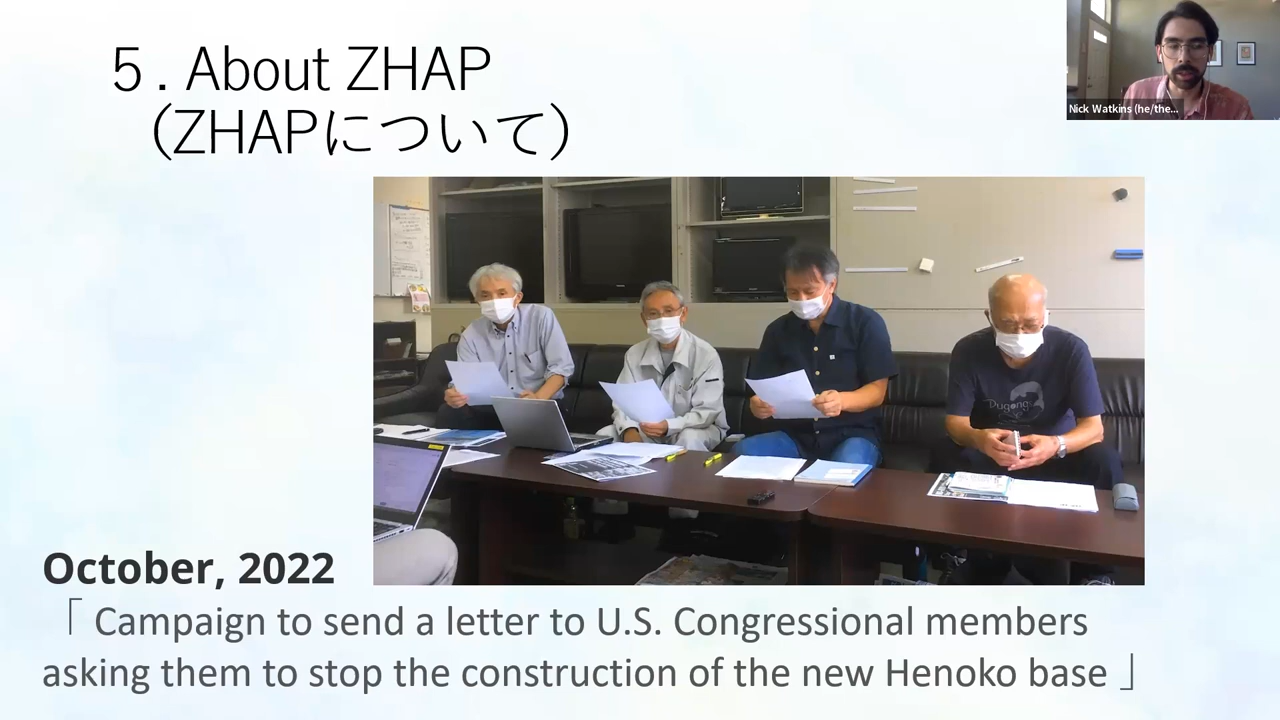 ５. About ZHAP
(ZHAPについて)
Nick Watkins (he/the...
Dugong
October, 2022
「 Campaign to send a letter to U.S. Congressional members
asking them to stop the construction of the new Henoko base 」